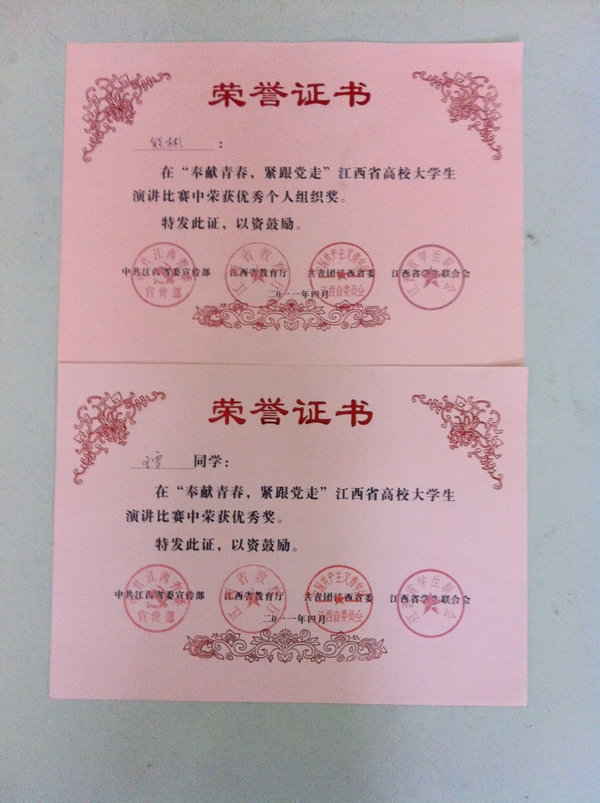 荣誉证书
熊彬：
在“奉献青春，紧跟党走”江西省高校大学生
演讲比赛中荣获优秀个人组织奖。
特发此证，以资鼓励。
中共江西省委宣传部 江西省教育厅 共青团江西省委 江西省学生联合会
二〇一一年四月
荣誉证书
同学：
在“奉献青春，紧跟党走”江西省高校大学生
演讲比赛中荣获优秀奖。
特发此证，以资鼓励。
中共江西省委宣传部 江西省教育厅 共青团江西省委 江西省学生联合会
二〇一一年四月